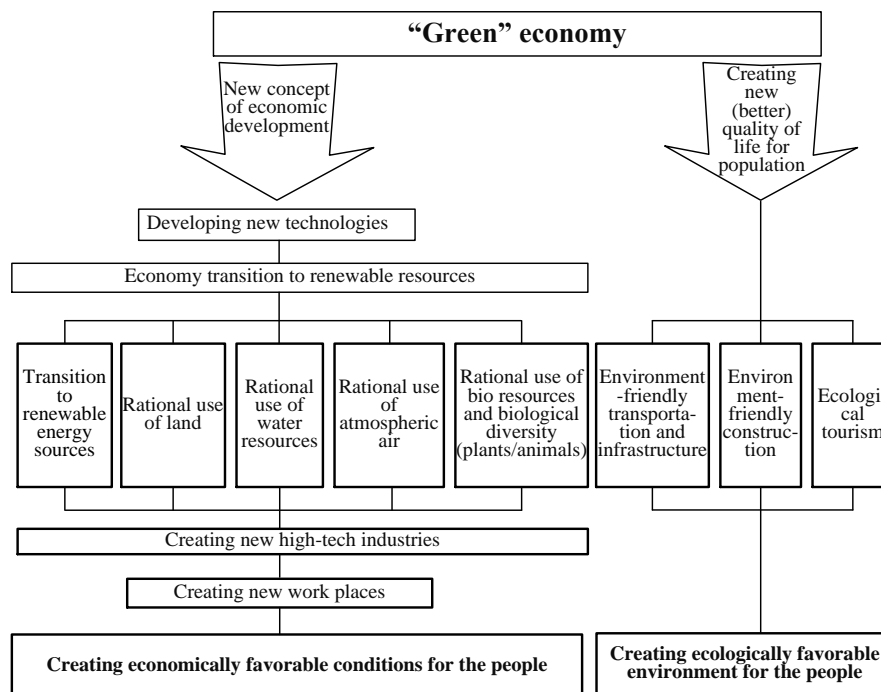 “Green” economy
New concept
of economic
development
Creating
new
(better)
quality of
life for
population
Developing new technologies
Economy transition to renewable resources
Transition
to
renewable
energy
sources
Rational use
of land
Rational
use of
water
resources
Rational
use of
atmospheric
air
Rational use of
bio resources
and biological
diversity
(plants/animals)
Environment
-friendly
transporta-
tion and
infrastructure
Environ
ment-
friendly
construc-
tion
Ecologi
cal
tourism
Creating new high-tech industries
Creating new work places
Creating economically favorable conditions for the people
Creating ecologically favorable
environment for the people